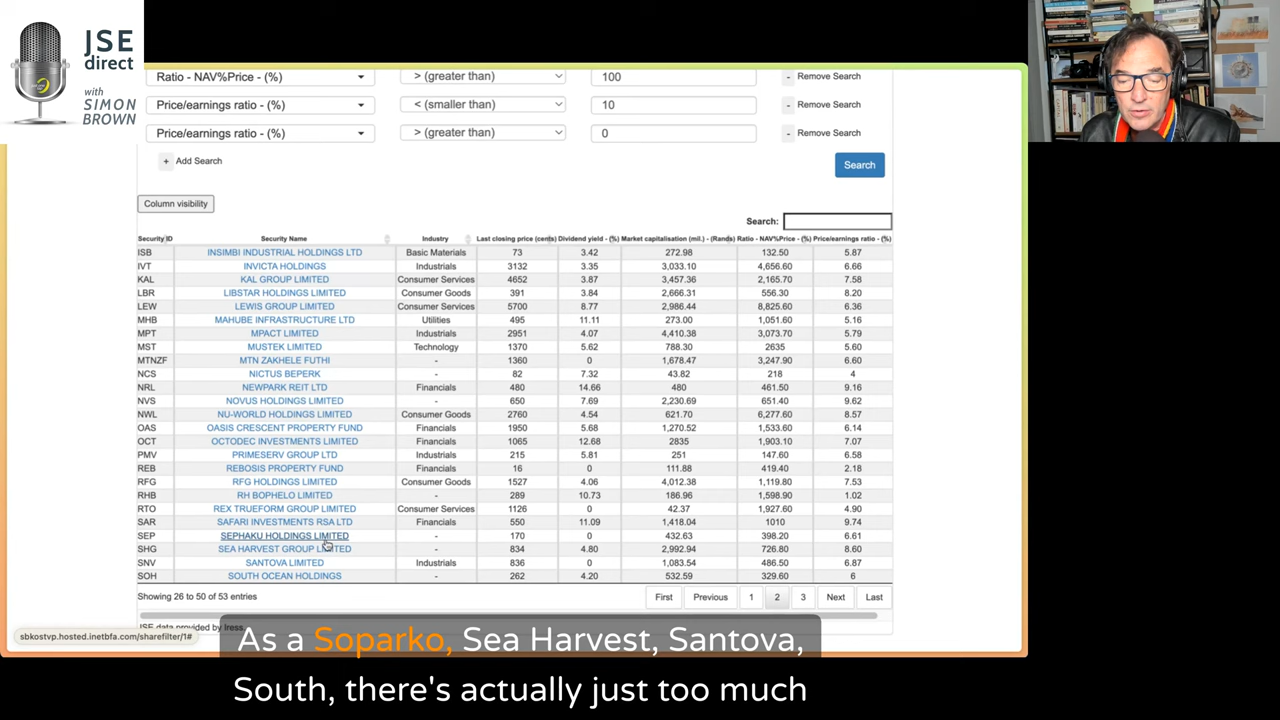 JSE
direct
with
SIMON
BROWN
Ratio - NAV%Price - (%) > (greater than) 100 - Remove Search
Price/earnings ratio - (%) < (smaller than) 10 - Remove Search
Price/earnings ratio - (%) > (greater than) 0 - Remove Search
+ Add Search
Search
Column visibility
Search:
Security ID Security Name Industry Last closing price (cents) Dividend yield - (%) Market capitalisation (mil.) - (Rands) Ratio - NAV%Price - (%) Price/earnings ratio - (%)
ISB INSIMBI INDUSTRIAL HOLDINGS LTD Basic Materials 73 3.42 272.98 132.50 5.87
IVT INVICTA HOLDINGS Industrials 3132 3.35 3,033.10 4,656.60 6.66
KAL KAL GROUP LIMITED Consumer Services 4652 3.87 3,457.36 2,165.70 7.58
LBR LIBSTAR HOLDINGS LIMITED Consumer Goods 391 3.84 2,666.31 556.30 8.20
LEW LEWIS GROUP LIMITED Consumer Services 5700 8.77 2,986.44 8,825.60 6.36
MHB MAHUBE INFRASTRUCTURE LTD Utilities 495 11.11 273.00 1,051.60 5.16
MPT MPACT LIMITED Industrials 2951 4.07 4,410.38 3,073.70 5.79
MST MUSTEK LIMITED Technology 1370 5.62 788.30 2635 5.60
MTNZF MTN ZAKHELE FUTHI - 1360 0 1,678.47 3,247.90 6.60
NCS NICTUS BEPERK - 82 7.32 43.82 218 4
NRL NEWPARK REIT LTD Financials 480 14.66 480 461.50 9.16
NVS NOVUS HOLDINGS LIMITED - 650 7.69 2,230.69 651.40 9.62
NWL NU-WORLD HOLDINGS LIMITED Consumer Goods 2760 4.54 621.70 6,277.60 8.57
OAS OASIS CRESCENT PROPERTY FUND Financials 1950 5.68 1,270.52 1,533.60 6.14
OCT OCTODEC INVESTMENTS LIMITED Financials 1065 12.68 2835 1,903.10 7.07
PMV PRIMESERV GROUP LTD Industrials 215 5.81 251 147.60 6.58
REB REBOSIS PROPERTY FUND Financials 16 0 111.88 419.40 2.18
RFG RFG HOLDINGS LIMITED Consumer Goods 1527 4.06 4,012.38 1,119.80 7.53
RHB RH BOPHELO LIMITED - 289 10.73 186.96 1,598.90 1.02
RTO REX TRUEFORM GROUP LIMITED Consumer Services 1126 0 42.37 1,927.60 4.90
SAR SAFARI INVESTMENTS RSA LTD Financials 550 11.09 1,418.04 1010 9.74
SEP SEPHAKU HOLDINGS LIMITED - 170 0 432.63 398.20 6.61
SHG SEA HARVEST GROUP LIMITED - 834 4.80 2,992.94 726.80 8.60
SNV SANTOVA LIMITED Industrials 836 0 1,083.54 486.50 6.87
SOH SOUTH OCEAN HOLDINGS - 262 4.20 532.59 329.60 6
Showing 26 to 50 of 53 entries First Previous 1 2 3 Next Last
JSE data provided by Iress.
sbkostvp.hosted.inetbfa.com/sharefilter/1#
As a Soparko, Sea Harvest, Santova,
South, there's actually just too much